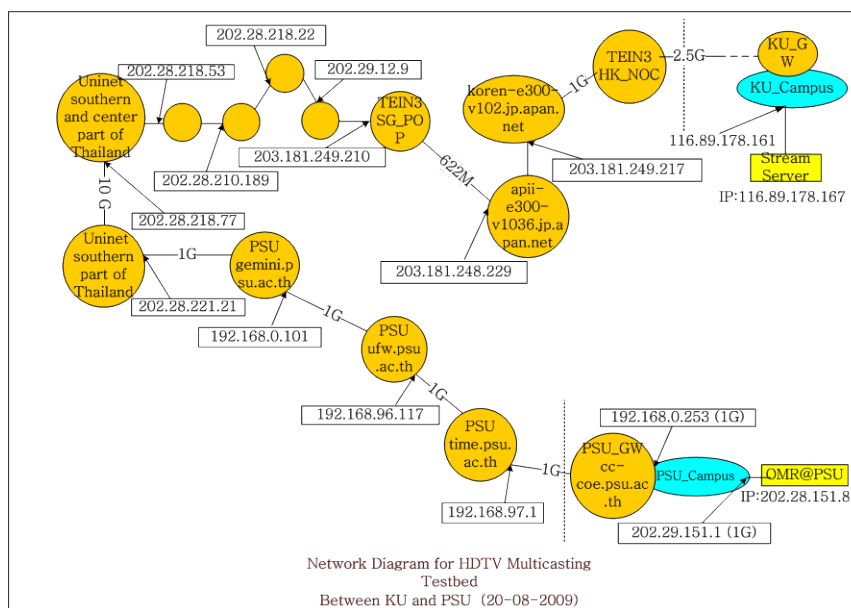 202.28.218.22
202.28.218.53
202.29.12.9
Uninet
southern
and center
part of
Thailand
TEIN3
SG_PO
P
203.181.249.210
202.28.210.189
koren-e300-
v102.jp.apan.
net
1G
TEIN3
HK_NOC
2.5G
KU_G
W
KU_Campus
116.89.178.161
Stream
Server
IP:116.89.178.167
203.181.249.217
622M
apii-
e300-
v1036.jp.a
pan.net
203.181.248.229
10 G
202.28.218.77
Uninet
southern
part of
Thailand
1G
PSU
gemini.p
su.ac.th
202.28.221.21
192.168.0.101
1G
PSU
ufw.psu
.ac.th
192.168.96.117
1G
PSU
time.psu.
ac.th
192.168.97.1
1G
192.168.0.253 (1G)
PSU_GW
cc-
coe.psu.ac
.th
PSU_Campus
OMR@PSU
IP:202.28.151.8
202.29.151.1 (1G)
Network Diagram for HDTV Multicasting
Testbed
Between KU and PSU (20-08-2009)